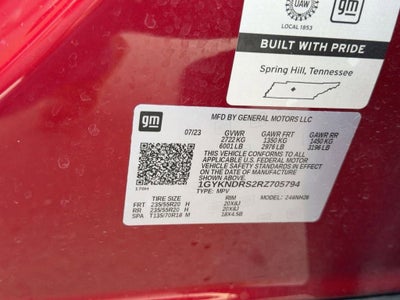 UAW
LOCAL 1853
gm
BUILT WITH PRIDE
Spring Hill, Tennessee
gm
MFD BY GENERAL MOTORS LLC
07/23 GVWR GAWR FRT GAWR RR
2722 KG 1350 KG 1450 KG
6001 LB 2976 LB 3196 LB
THIS VEHICLE CONFORMS TO ALL
APPLICABLE U.S. FEDERAL MOTOR
VEHICLE SAFETY STANDARDS IN EFFECT ON
THE DATE OF MANUFACTURE SHOWN ABOVE.
1GYKNDRS2RZ705794
TYPE: MPV MODEL:
TIRE SIZE RIM
FRT 235/55R20 H 20X8J
RR 235/55R20 H 20X8J
SPA T135/70R18 M 18X4.5B